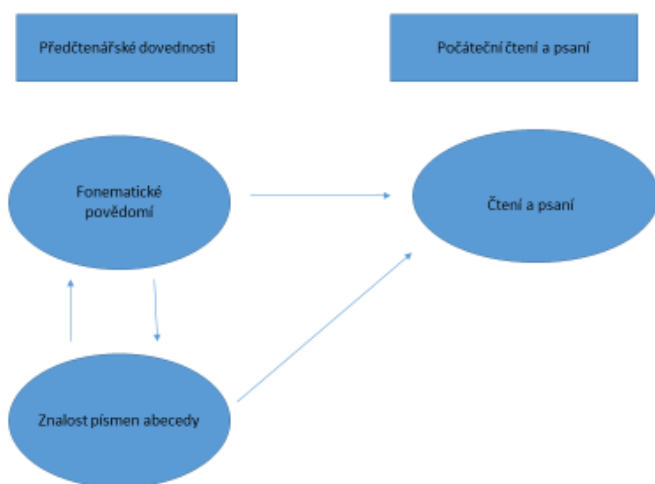 Předčtenářské dovednosti
Počáteční čtení a psaní
Fonematické
povědomí
Čtení a psaní
Znalost písmen abecedy